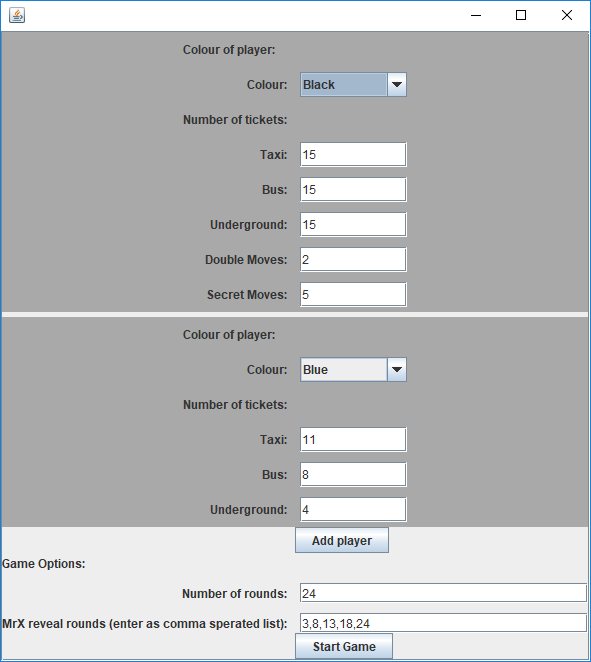 Colour of player:
Colour: Black
Number of tickets:
Taxi: 15
Bus: 15
Underground: 15
Double Moves: 2
Secret Moves: 5
Colour of player:
Colour: Blue
Number of tickets:
Taxi: 11
Bus: 8
Underground: 4
Add player
Game Options:
Number of rounds: 24
MrX reveal rounds (enter as comma sperated list): 3,8,13,18,24
Start Game